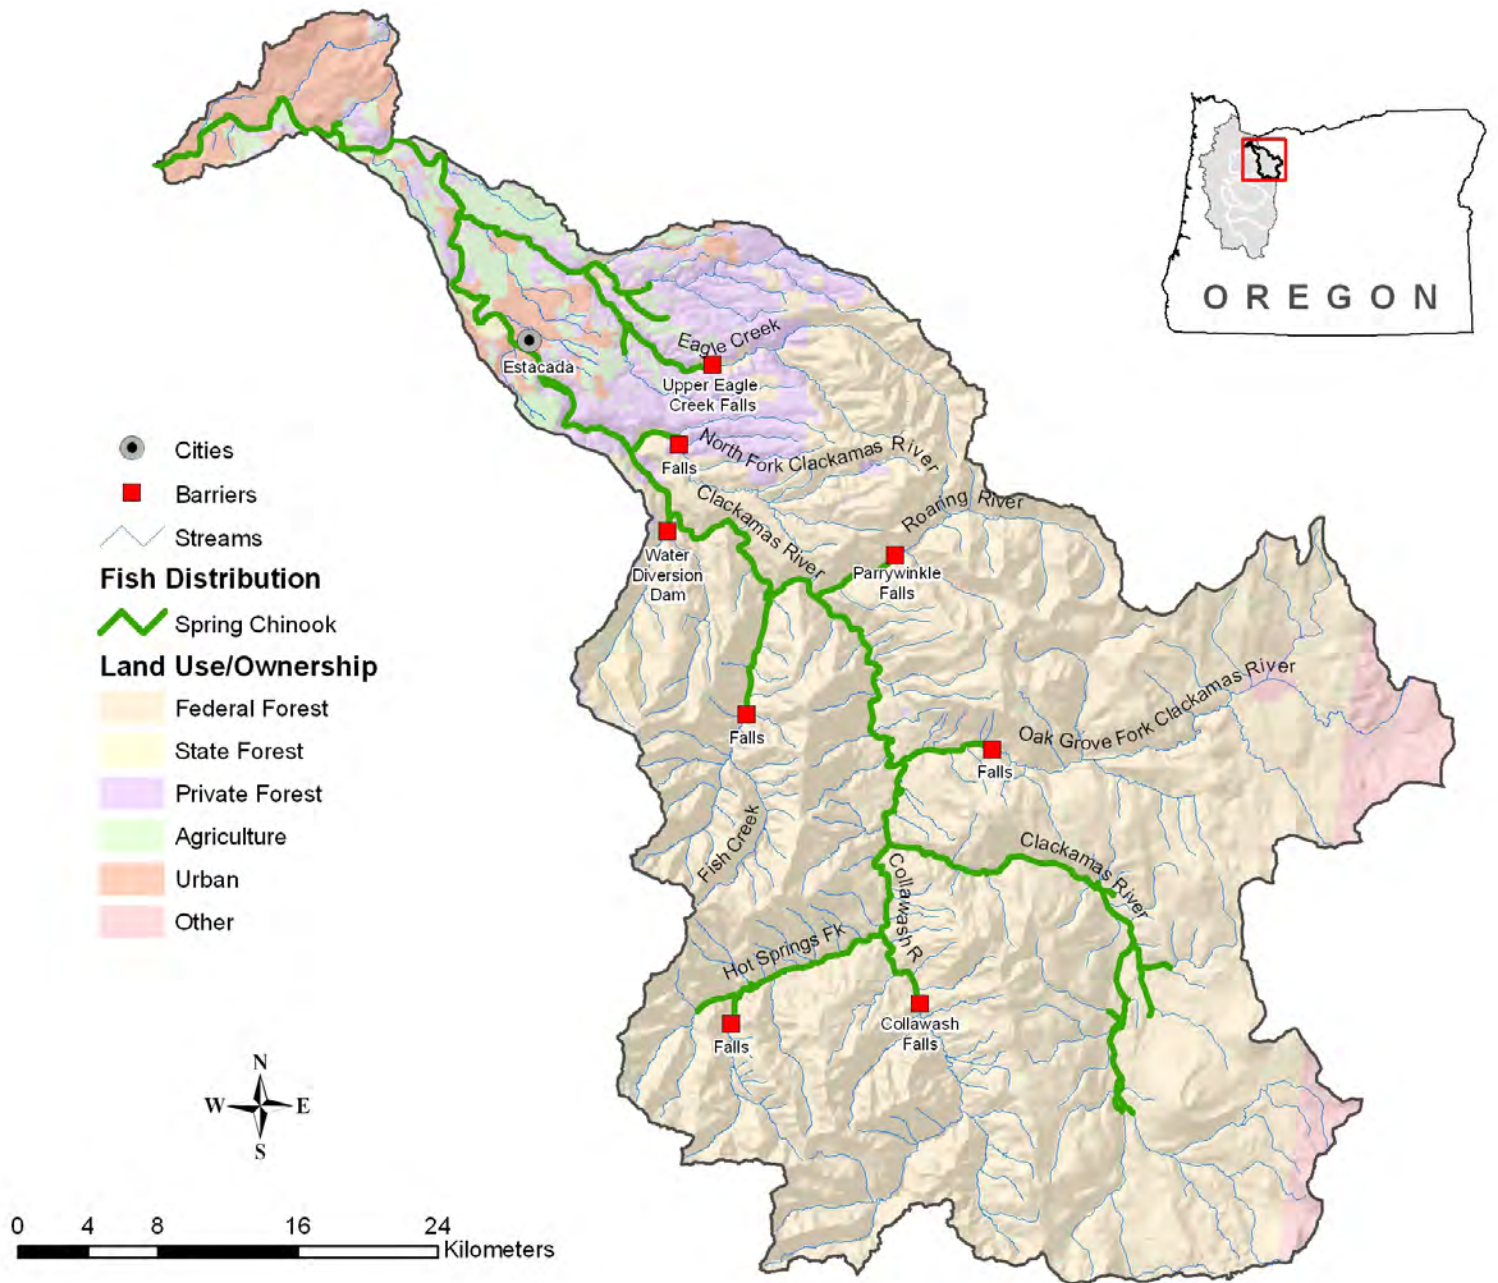 OREGON
Eagle Creek
Estacada
Upper Eagle
Creek Falls
North Fork Clackamas River
Falls
Clackamas River
Roaring River
Water
Diversion
Dam
Parrywinkle
Falls
Falls
Oak Grove Fork Clackamas River
Falls
Fish Creek
Clackamas River
Collawash R
Hot Springs Fk
Collawash
Falls
Falls
Cities
Barriers
Streams
Fish Distribution
Spring Chinook
Land Use/Ownership
Federal Forest
State Forest
Private Forest
Agriculture
Urban
Other
N
W E
S
0 4 8 16 24
Kilometers